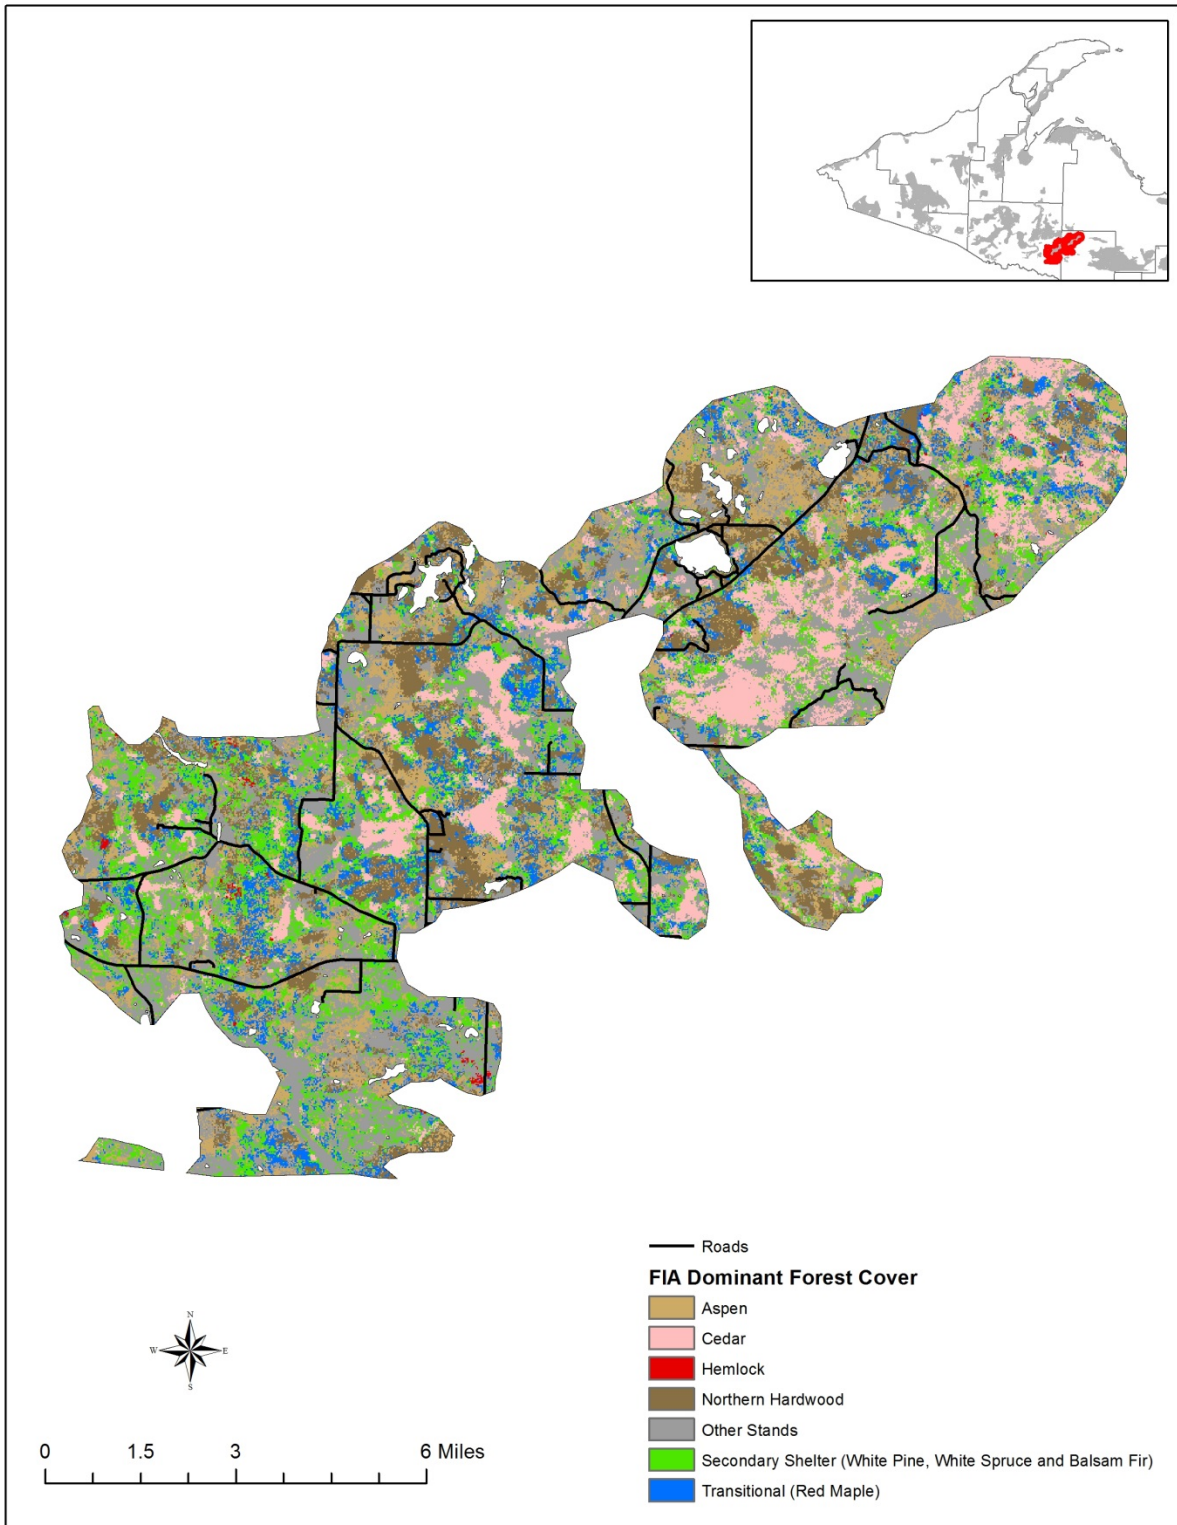 Roads
FIA Dominant Forest Cover
Aspen
Cedar
Hemlock
Northern Hardwood
Other Stands
Secondary Shelter (White Pine, White Spruce and Balsam Fir)
Transitional (Red Maple)
N
W E
S
0 1.5 3 6 Miles